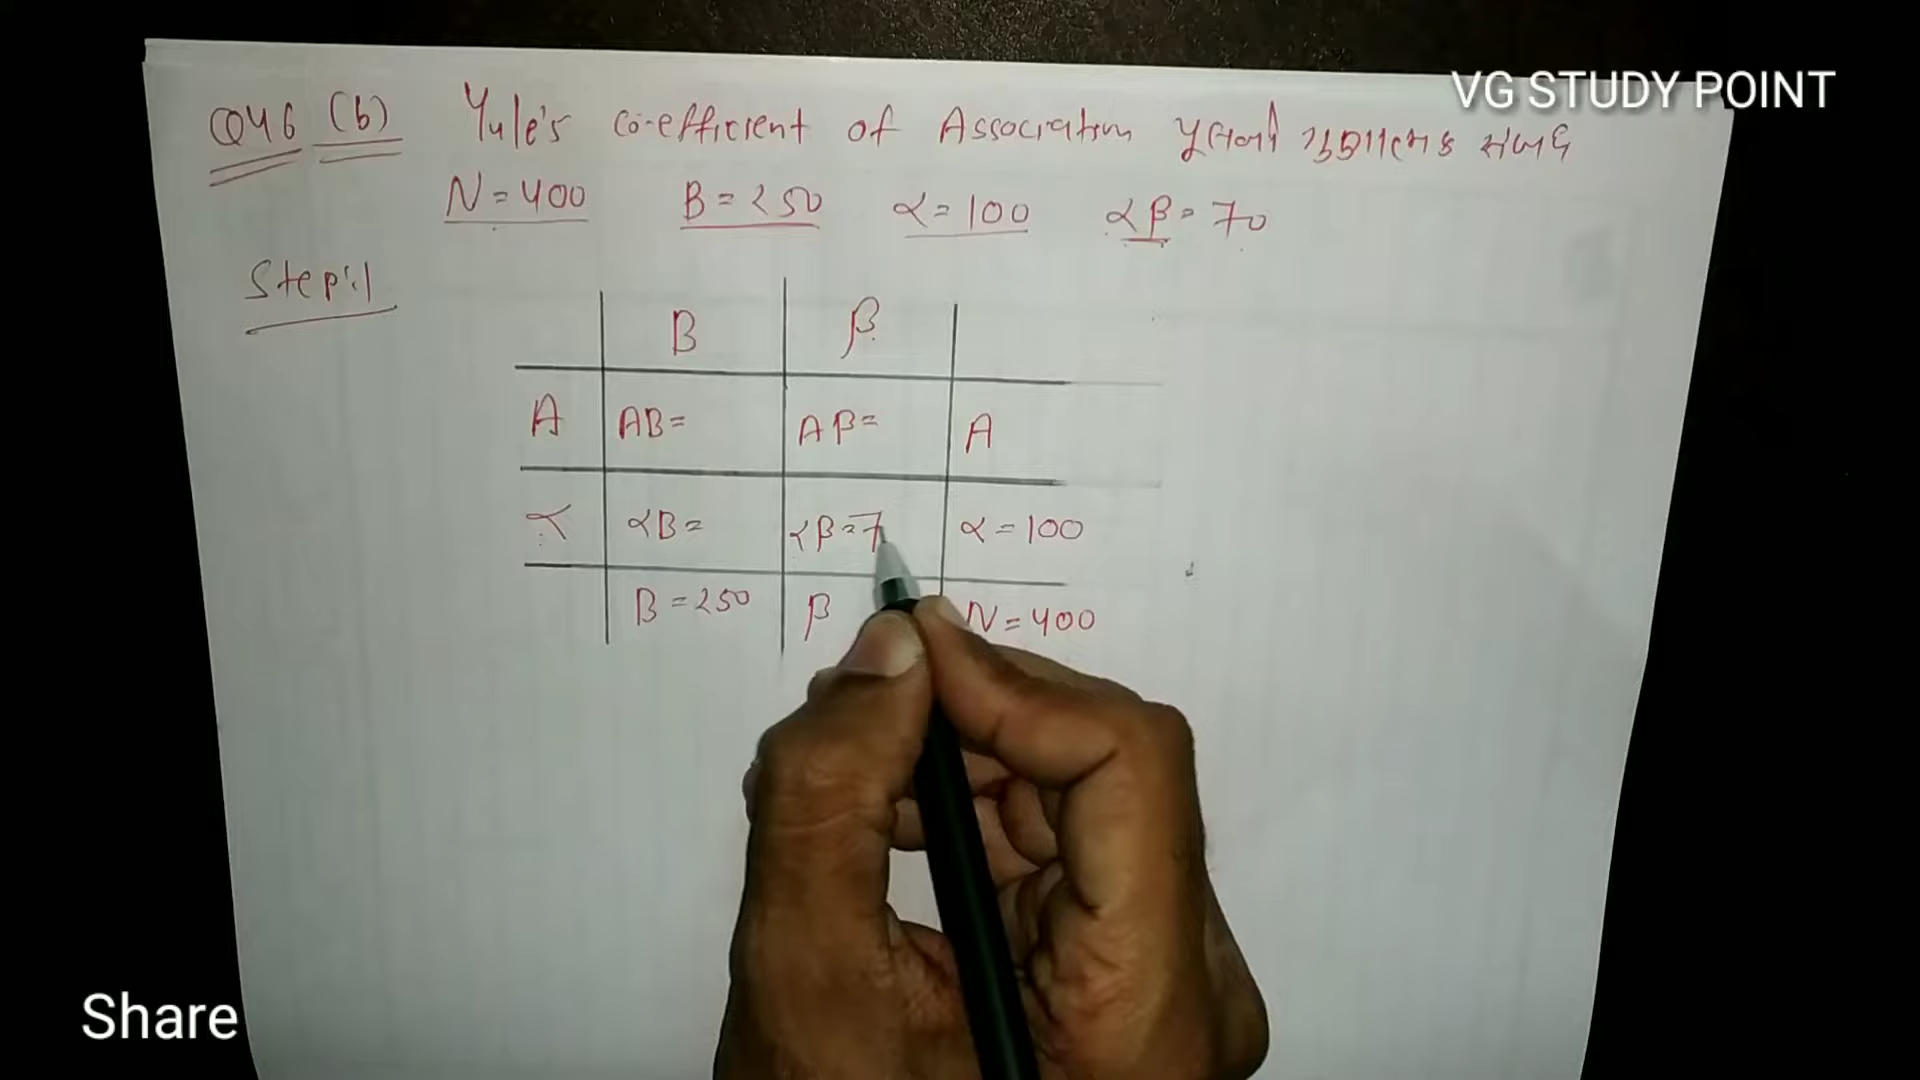 VG STUDY POINT
Q46 (b) Yule's co-efficient of Association
N = 400 B = 250 α = 100 αβ = 70
Step:1
B β
A AB = Aβ = A
α αB = αβ = 7 α = 100
B = 250 β N = 400
Share